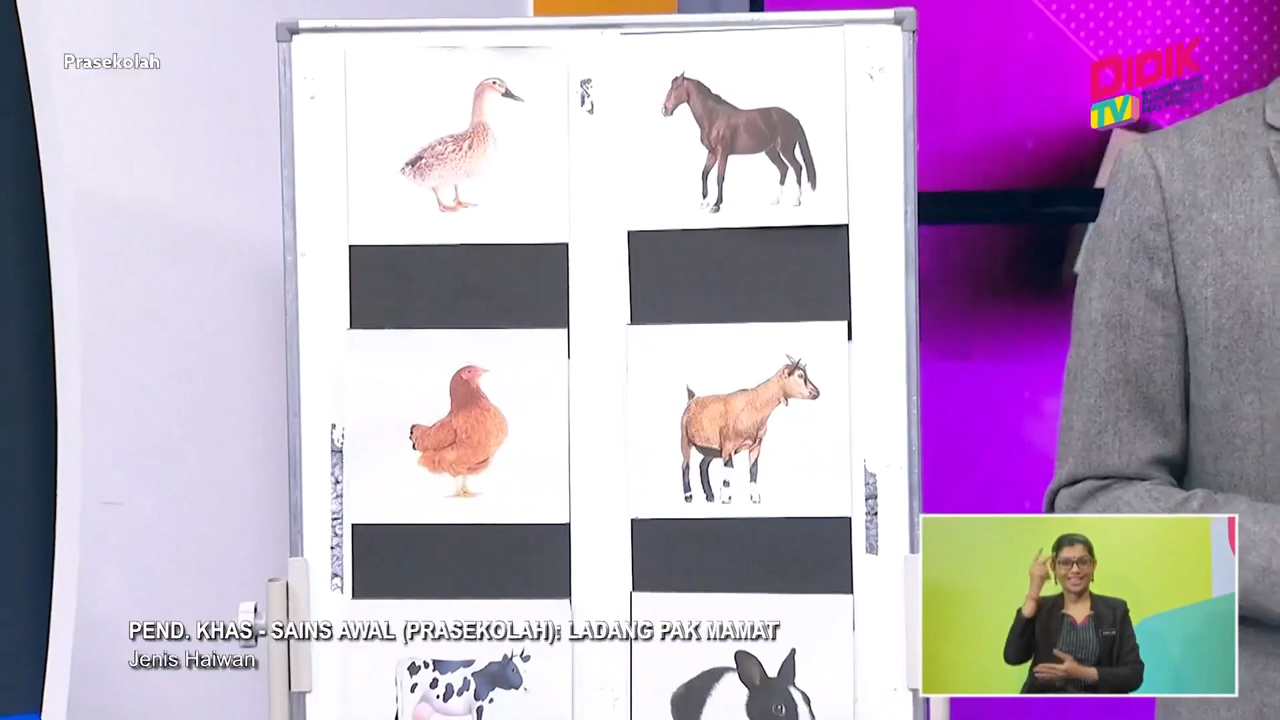 Prasekolah
DIDIK
TV
PEND. KHAS - SAINS AWAL (PRASEKOLAH): LADANG PAK MAMAT
Jenis Haiwan